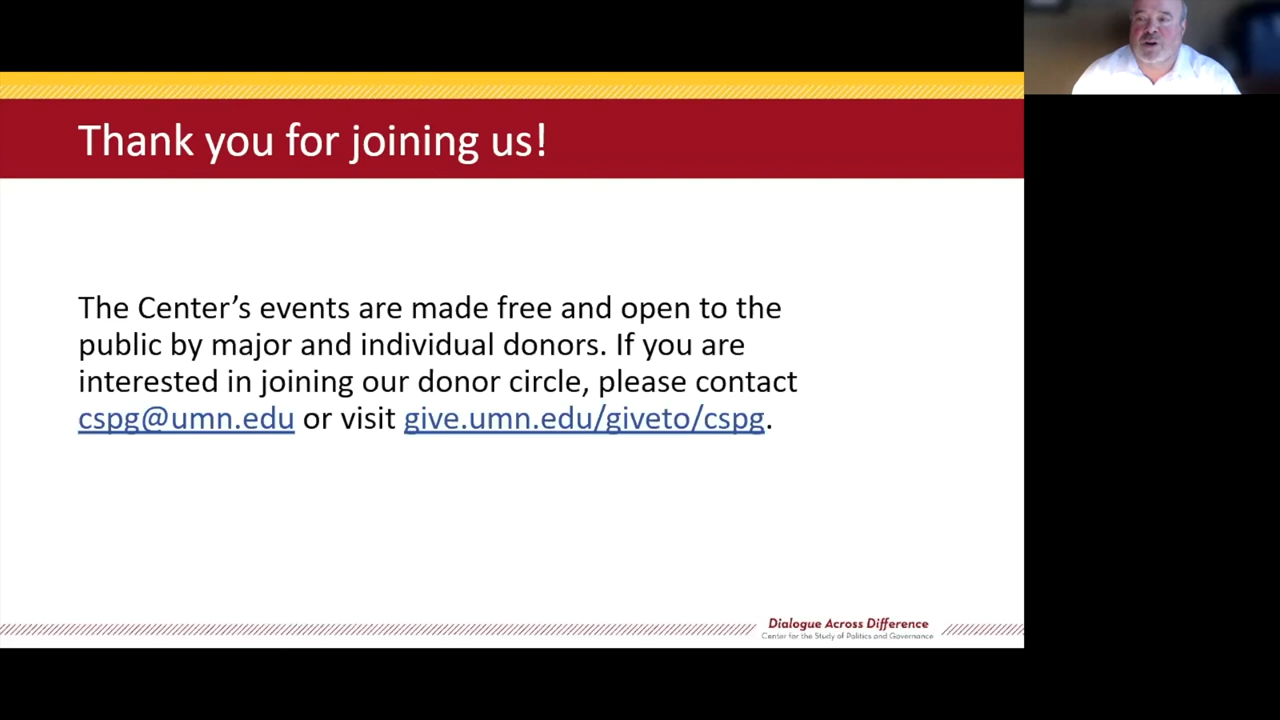 Thank you for joining us!
The Center’s events are made free and open to the
public by major and individual donors. If you are
interested in joining our donor circle, please contact
cspg@umn.edu or visit give.umn.edu/giveto/cspg.
Dialogue Across Difference
Center for the Study of Politics and Governance